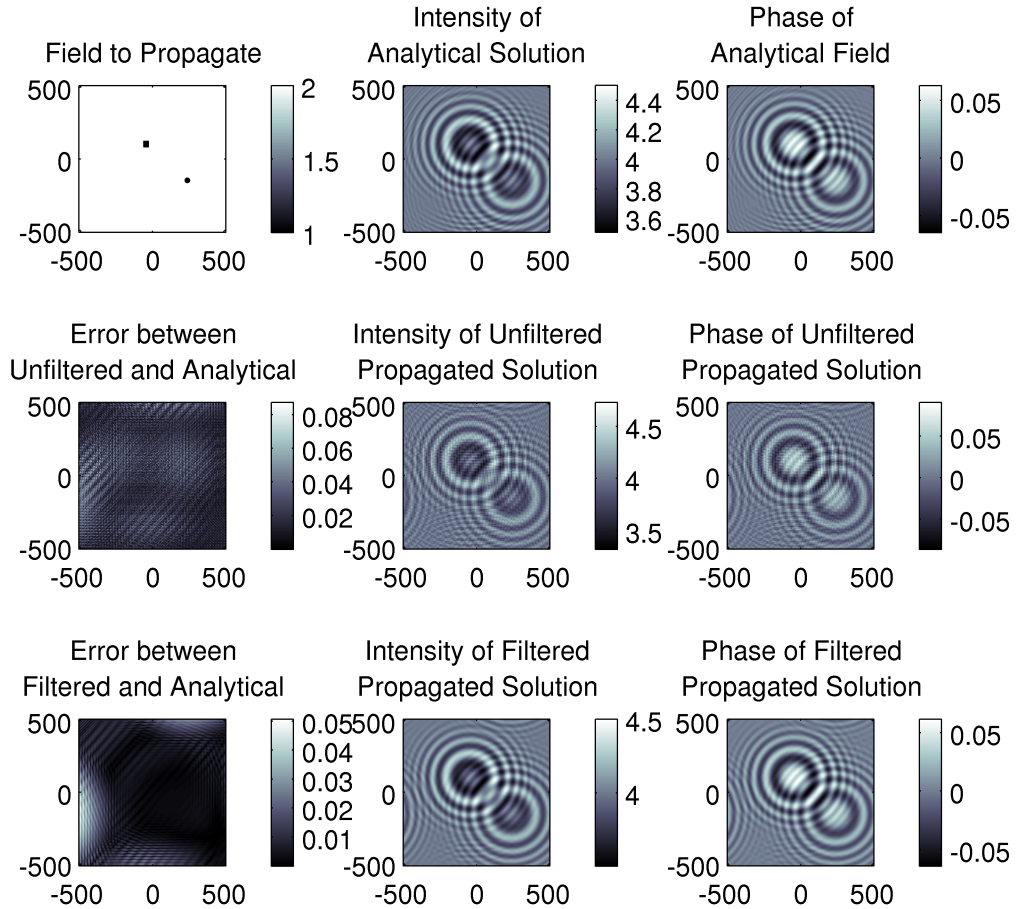 Field to Propagate
500
0
-500
-500 0 500
2
1.5
1
Intensity of
Analytical Solution
500
0
-500
-500 0 500
4.4
4.2
4
3.8
3.6
Phase of
Analytical Field
500
0
-500
-500 0 500
0.05
0
-0.05
Error between
Unfiltered and Analytical
500
0
-500
-500 0 500
0.08
0.06
0.04
0.02
Intensity of Unfiltered
Propagated Solution
500
0
-500
-500 0 500
4.5
4
3.5
Phase of Unfiltered
Propagated Solution
500
0
-500
-500 0 500
0.05
0
-0.05
Error between
Filtered and Analytical
500
0
-500
-500 0 500
0.05
0.04
0.03
0.02
0.01
Intensity of Filtered
Propagated Solution
500
0
-500
-500 0 500
4.5
4
Phase of Filtered
Propagated Solution
500
0
-500
-500 0 500
0.05
0
-0.05